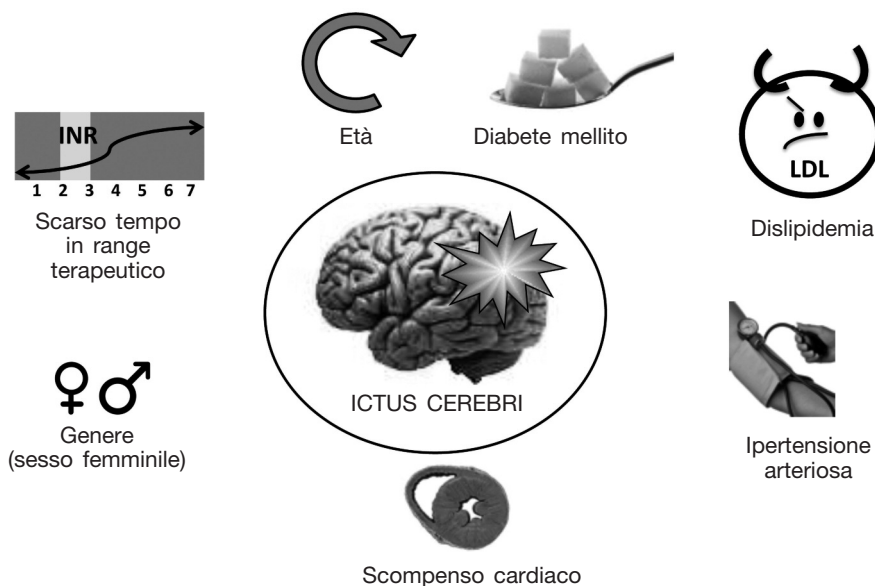 Età
Diabete mellito
INR
1 2 3 4 5 6 7
Scarso tempo
in range
terapeutico
LDL
Dislipidemia
ICTUS CEREBRI
Genere
(sesso femminile)
Ipertensione
arteriosa
Scompenso cardiaco